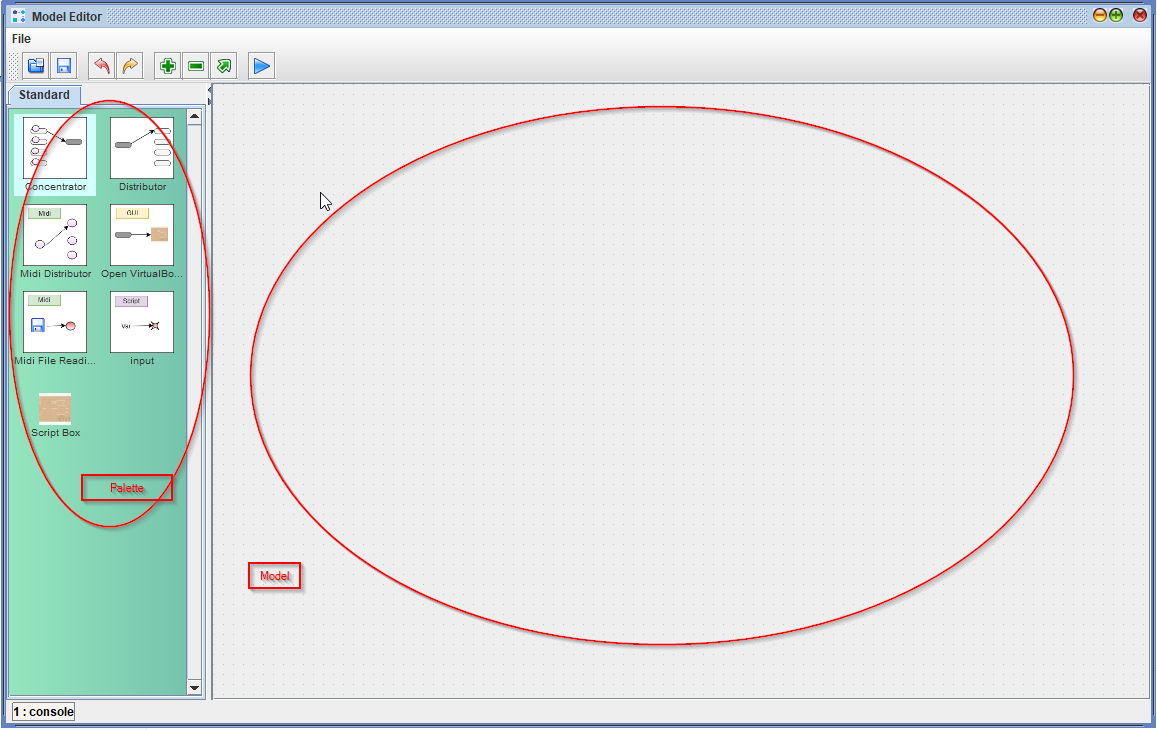 Model Editor
File
Standard
Concentrator
Distributor
Midi
GUI
Midi Distributor
Open VirtualBo...
Midi
Script
Var
Midi File Readi...
input
Script Box
Palette
Model
1 : console